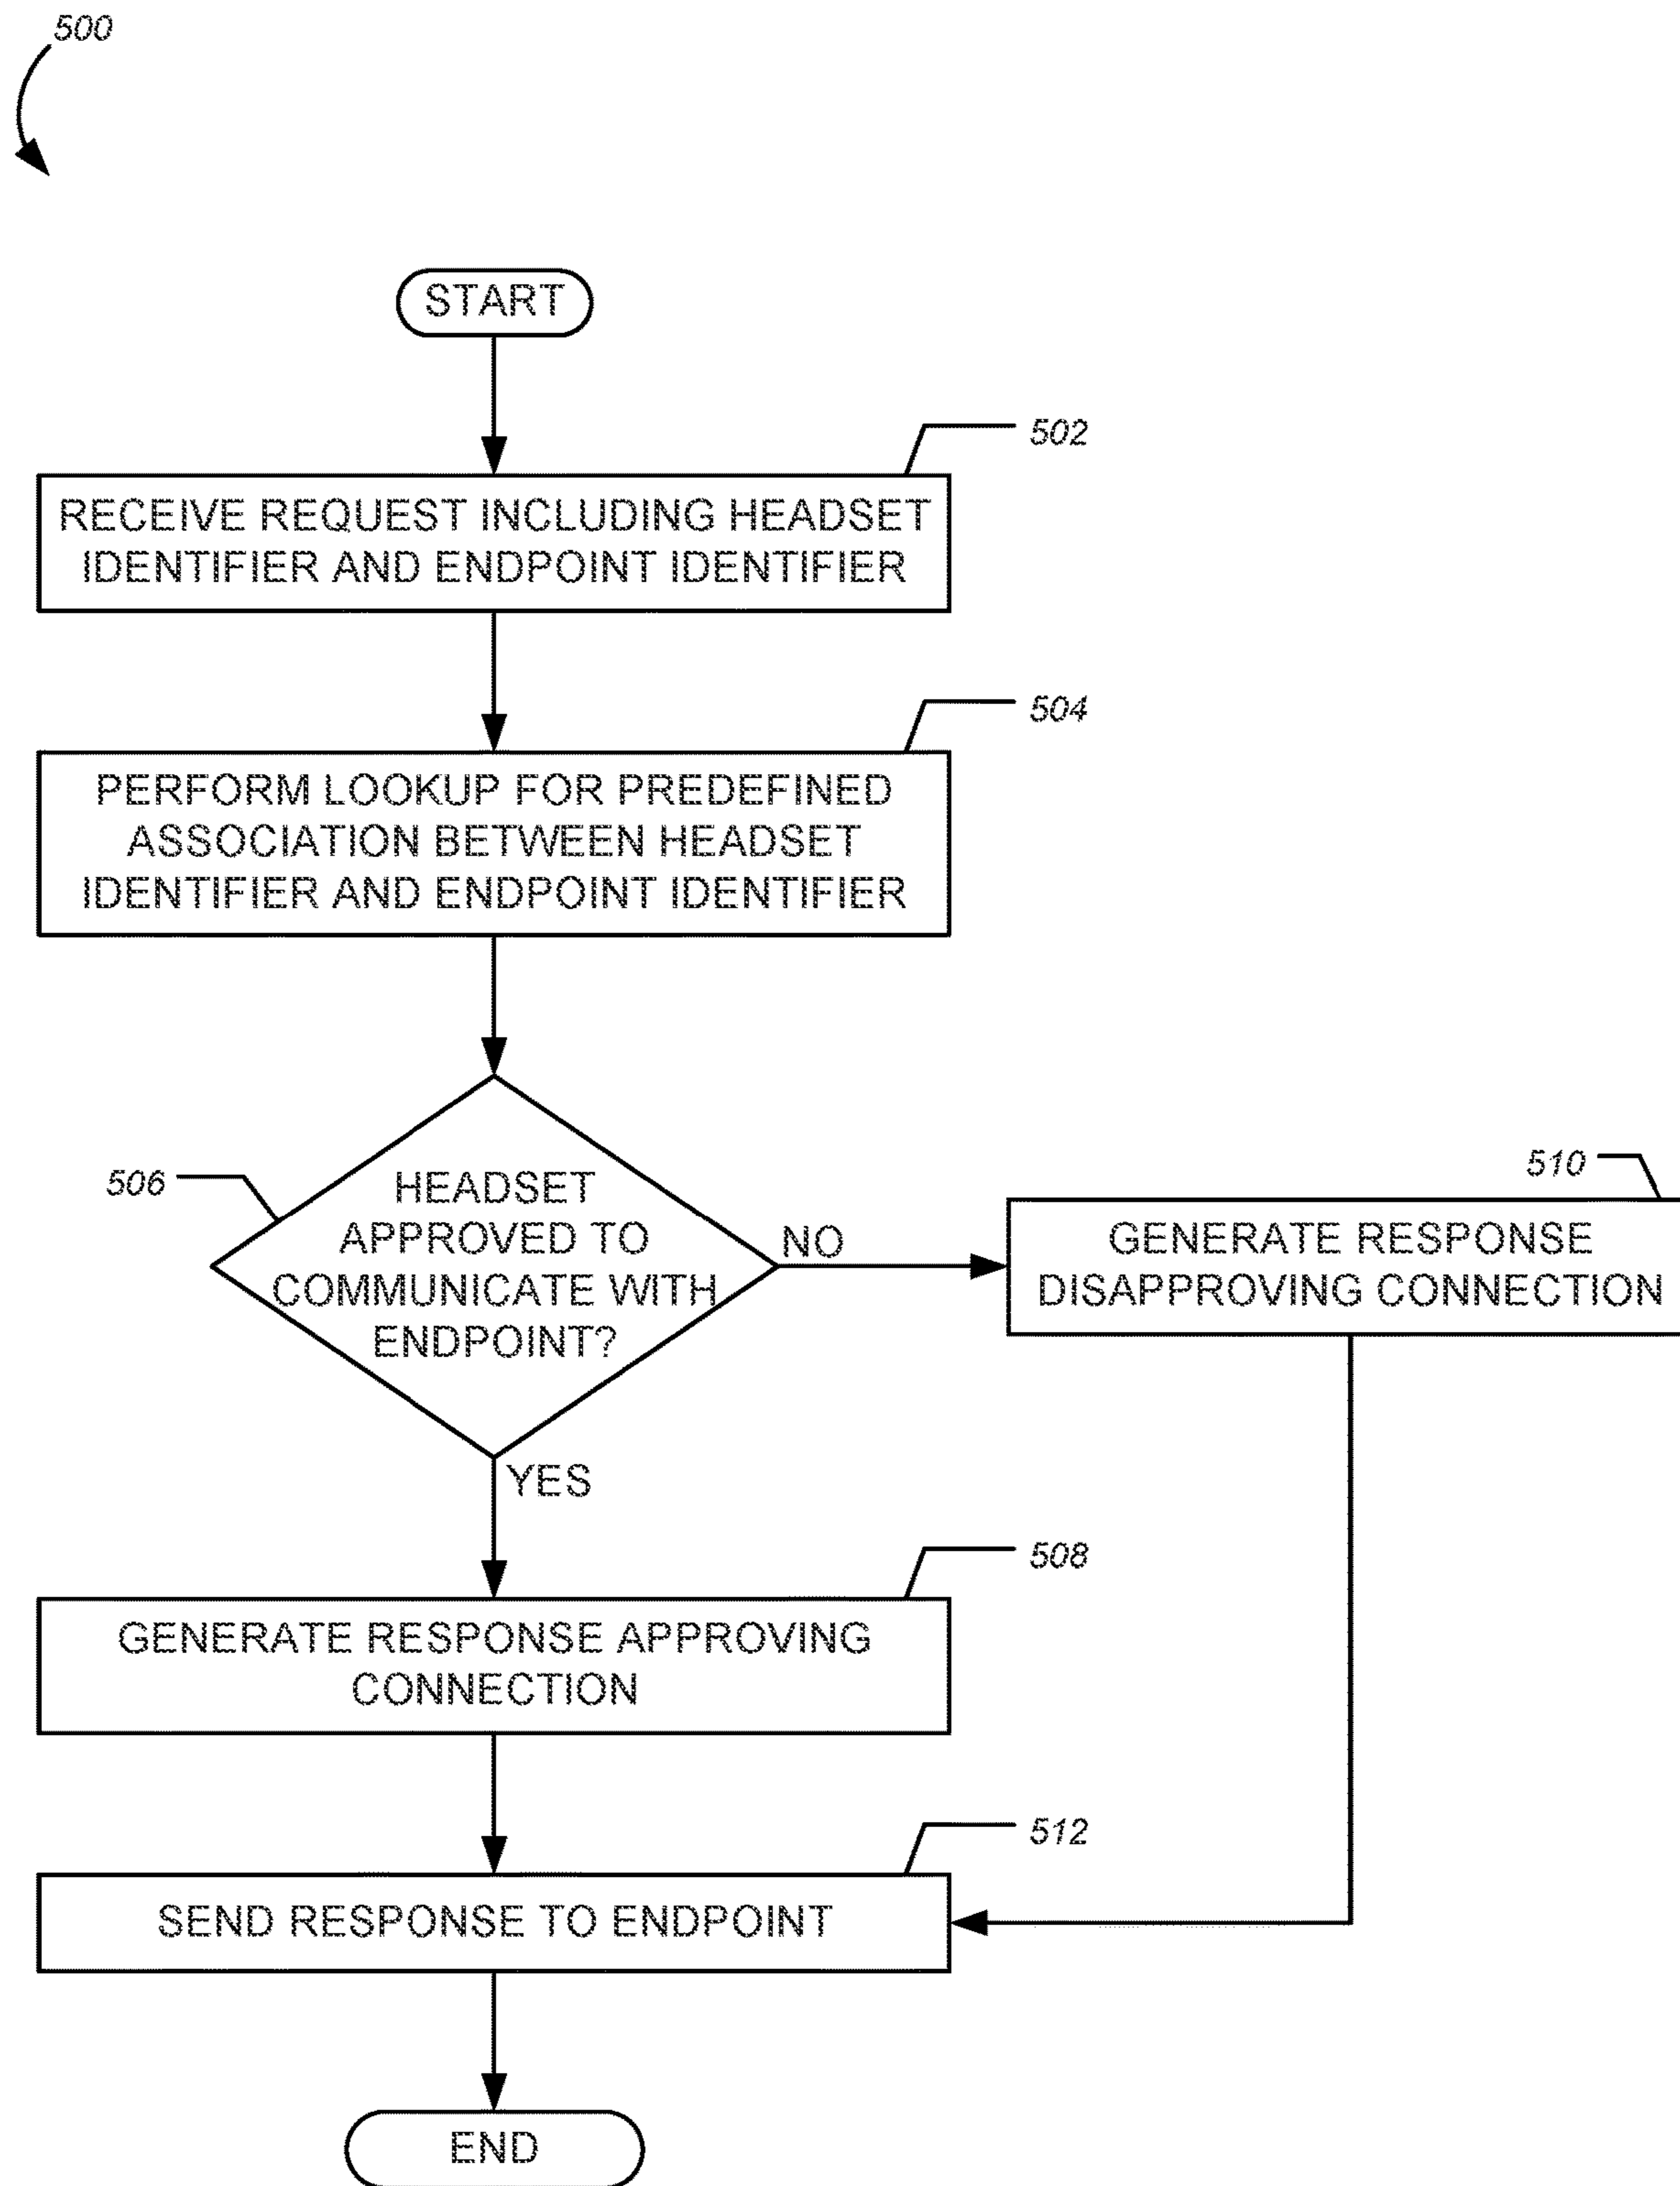 500
START
502
RECEIVE REQUEST INCLUDING HEADSET
IDENTIFIER AND ENDPOINT IDENTIFIER
504
PERFORM LOOKUP FOR PREDEFINED
ASSOCIATION BETWEEN HEADSET
IDENTIFIER AND ENDPOINT IDENTIFIER
506
HEADSET
APPROVED TO
COMMUNICATE WITH
ENDPOINT?
NO
510
GENERATE RESPONSE
DISAPPROVING CONNECTION
YES
508
GENERATE RESPONSE APPROVING
CONNECTION
512
SEND RESPONSE TO ENDPOINT
END